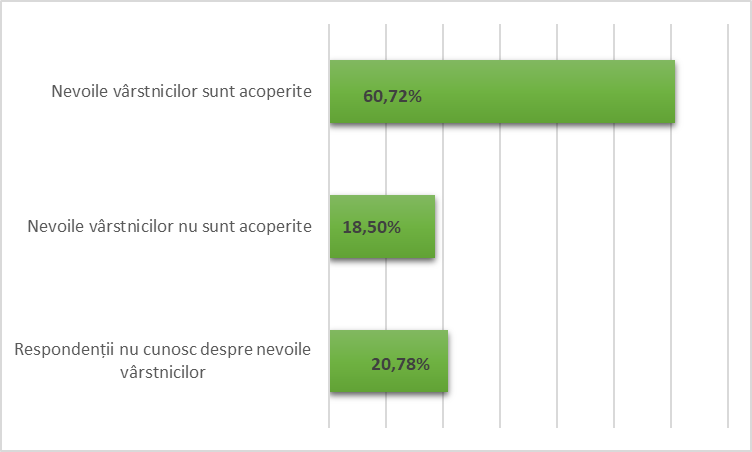 Nevoile vârstnicilor sunt acoperite
60,72%
Nevoile vârstnicilor nu sunt acoperite
18,50%
Respondenții nu cunosc despre nevoile
vârstnicilor
20,78%